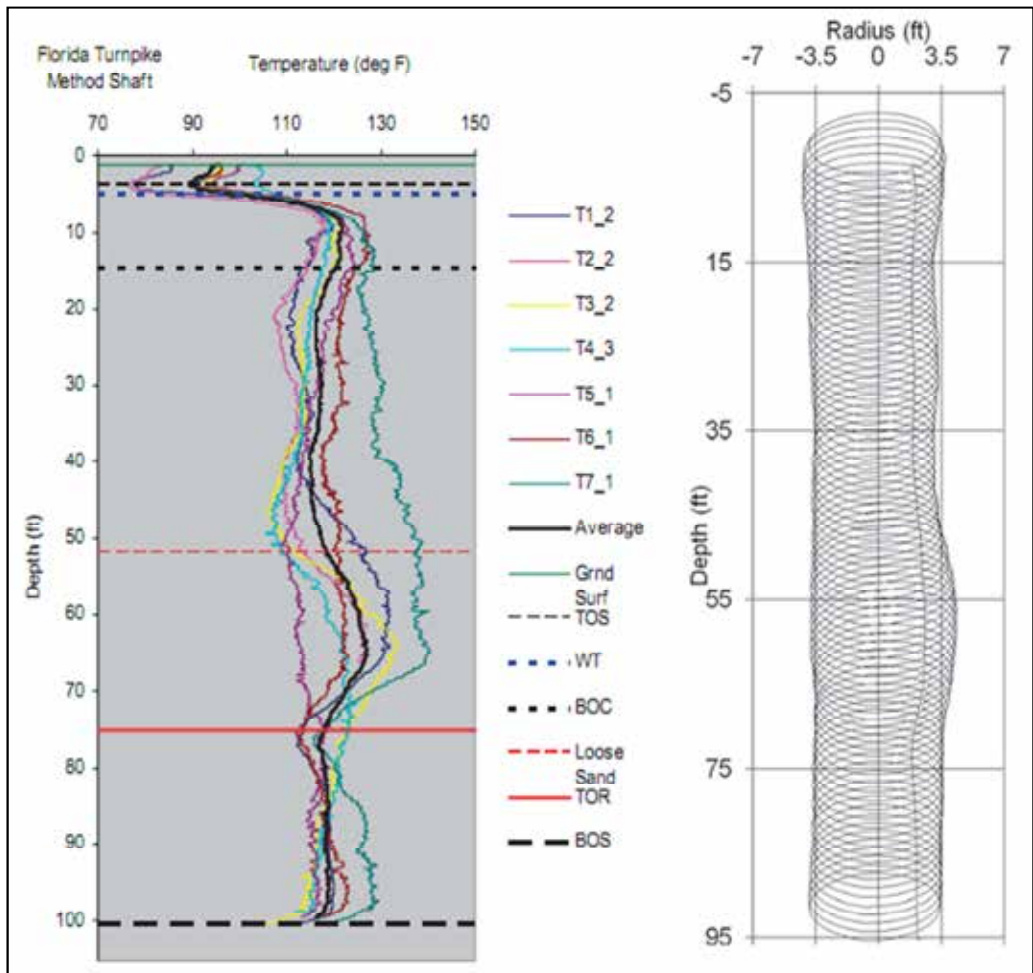 Florida Turnpike
Method Shaft
Temperature (deg F)
70 90 110 130 150
0
10
20
30
40
50
60
70
80
90
100
Depth (ft)
T1_2
T2_2
T3_2
T4_3
T5_1
T6_1
T7_1
Average
Grnd
Surf
TOS
WT
BOC
Loose
Sand
TOR
BOS
Radius (ft)
-7 -3.5 0 3.5 7
-5
15
35
55
75
95
Depth (ft)